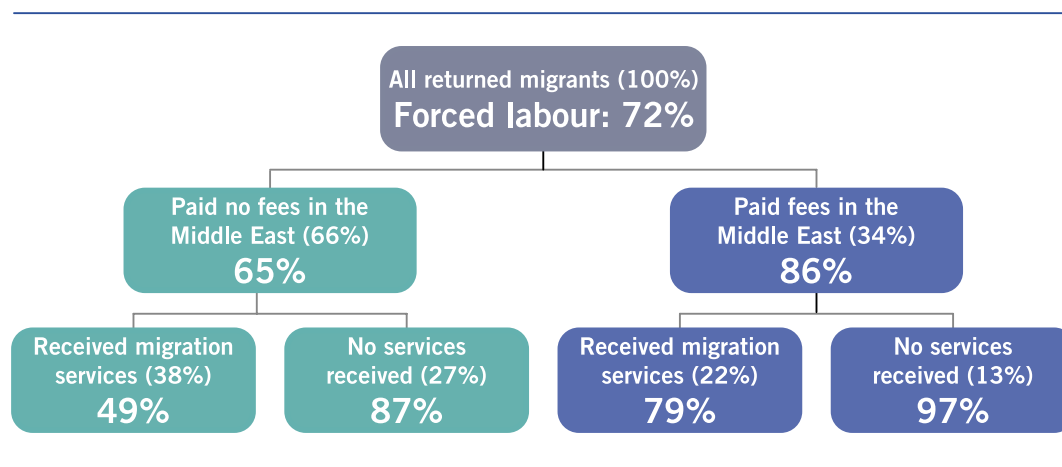 All returned migrants (100%)
Forced labour: 72%
Paid no fees in the
Middle East (66%)
65%
Paid fees in the
Middle East (34%)
86%
Received migration
services (38%)
49%
No services
received (27%)
87%
Received migration
services (22%)
79%
No services
received (13%)
97%